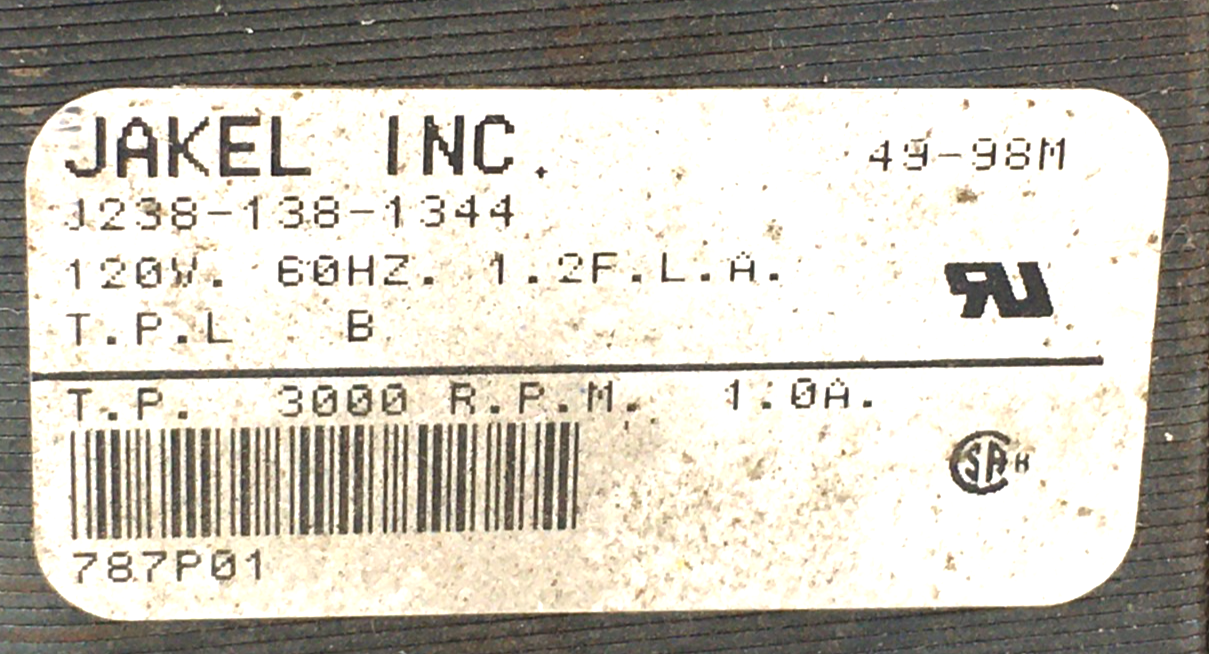 JAKEL INC. 49-98M
J238-138-1344
120V. 60HZ. 1.2F.L.A.
T.P.L B
T.P. 3000 R.P.M. 1.0A.
787P01